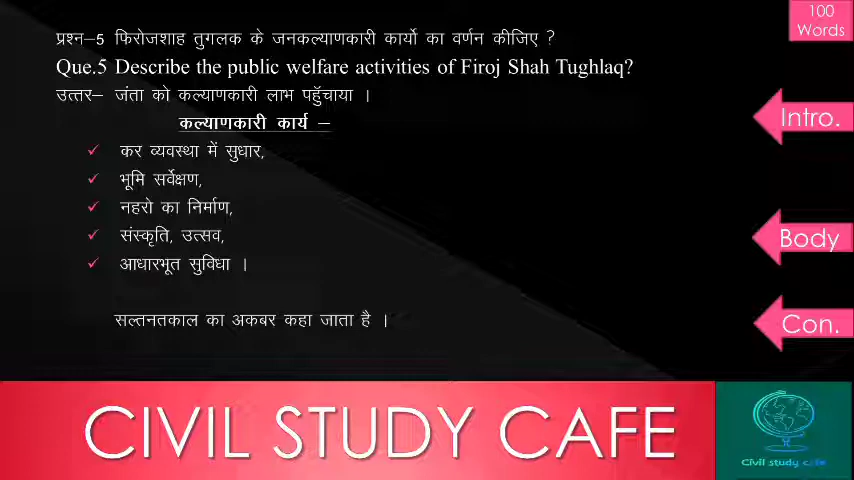 100
Words
प्रश्न–5 फिरोजशाह तुगलक के जनकल्याणकारी कार्यो का वर्णन कीजिए ?
Que.5 Describe the public welfare activities of Firoj Shah Tughlaq?
उत्तर– जंता को कल्याणकारी लाभ पहुॅचाया ।
Intro.
कल्याणकारी कार्य –
✓ कर व्यवस्था में सुधार,
✓ भूमि सर्वेक्षण,
✓ नहरो का निर्माण,
✓ संस्कृति, उत्सव,
Body
✓ आधारभूत सुविधा ।
सल्तनतकाल का अकबर कहा जाता है ।
Con.
CIVIL STUDY CAFE
Civil study cafe